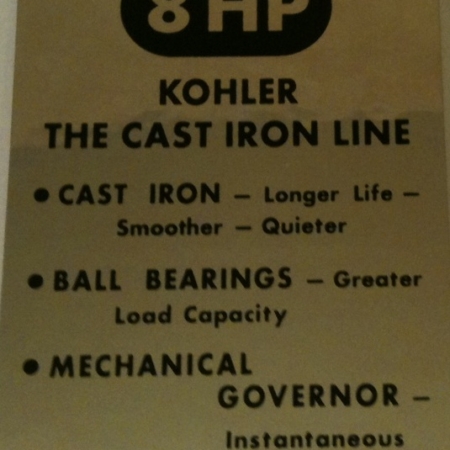 8 HP
KOHLER
THE CAST IRON LINE
● CAST IRON – Longer Life –
Smoother – Quieter
● BALL BEARINGS – Greater
Load Capacity
● MECHANICAL
GOVERNOR –
Instantaneous